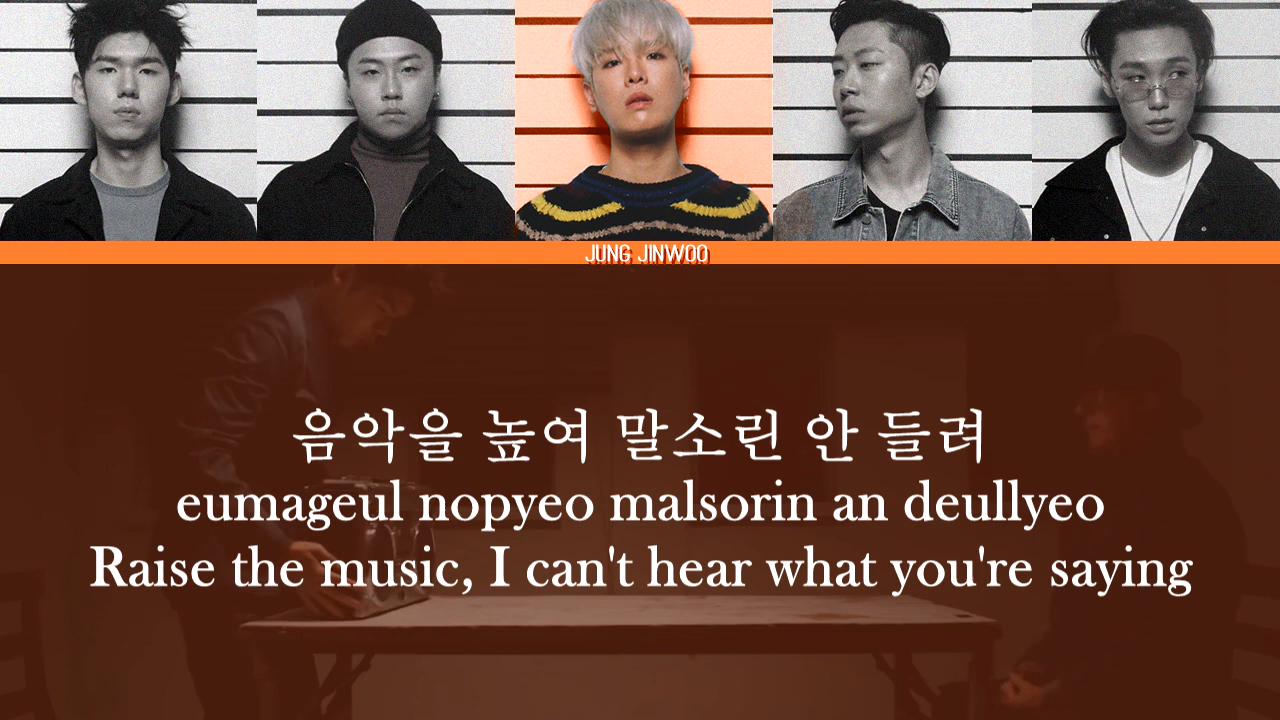 JUNG JINWOO
음악을 높여 말소린 안 들려
eumageul nopyeo malsorin an deullyeo
Raise the music, I can't hear what you're saying